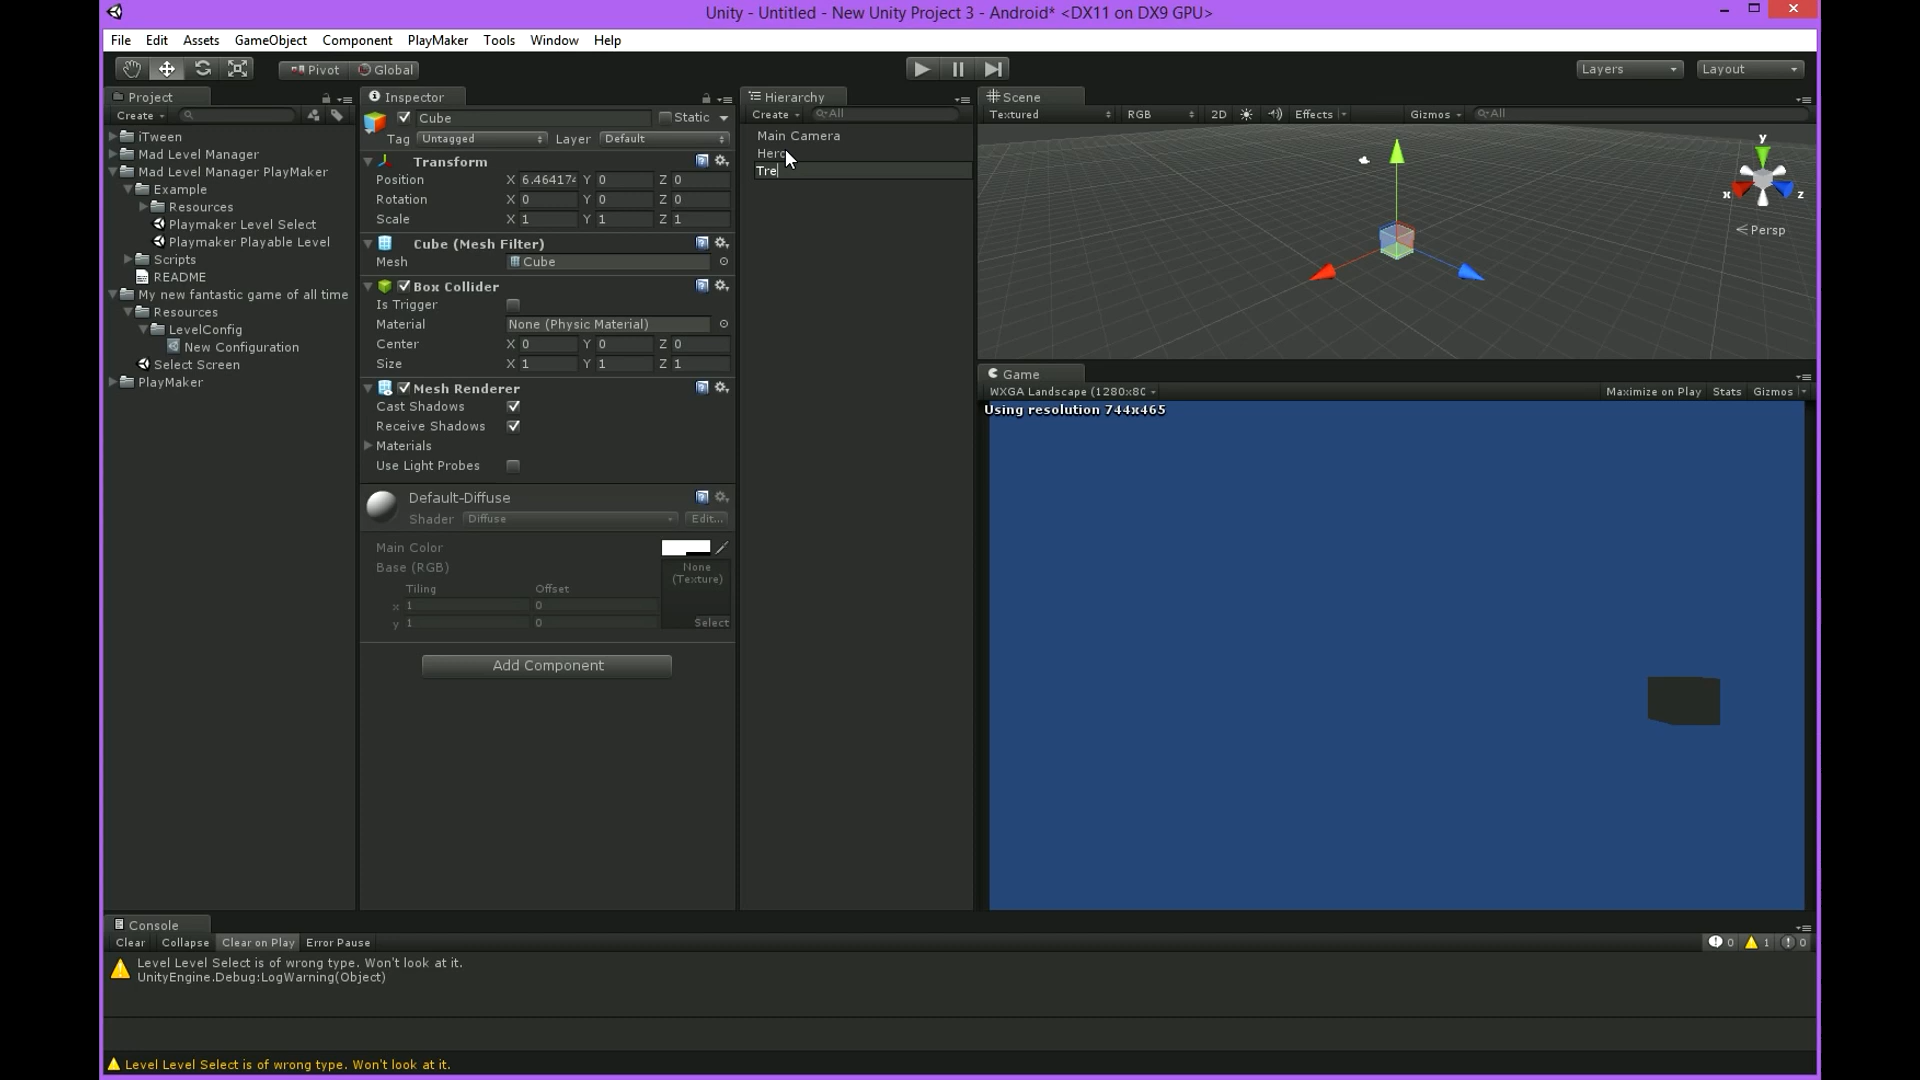 Unity - Untitled - New Unity Project 3 - Android* <DX11 on DX9 GPU>
File Edit Assets GameObject Component PlayMaker Tools Window Help
Pivot Global Layers Layout
Project
Create
iTween
Mad Level Manager
Mad Level Manager PlayMaker
Example
Resources
Playmaker Level Select
Playmaker Playable Level
Scripts
README
My new fantastic game of all time
Resources
LevelConfig
New Configuration
Select Screen
PlayMaker
Inspector
Cube Static
Tag Untagged Layer Default
Transform
Position X 6.464174 Y 0 Z 0
Rotation X 0 Y 0 Z 0
Scale X 1 Y 1 Z 1
Cube (Mesh Filter)
Mesh Cube
Box Collider
Is Trigger
Material None (Physic Material)
Center X 0 Y 0 Z 0
Size X 1 Y 1 Z 1
Mesh Renderer
Cast Shadows
Receive Shadows
Materials
Use Light Probes
Default-Diffuse
Shader Diffuse Edit...
Main Color
Base (RGB) None
(Texture)
Tiling Offset
x 1 0
y 1 0 Select
Add Component
Hierarchy
Create All
Main Camera
Hero
Tre
Scene
Textured RGB 2D Effects Gizmos All
y
x z
Persp
Game
WXGA Landscape (1280x8C Maximize on Play Stats Gizmos
Using resolution 744x465
Console
Clear Collapse Clear on Play Error Pause 0 1 0
Level Level Select is of wrong type. Won't look at it.
UnityEngine.Debug:LogWarning(Object)
Level Level Select is of wrong type. Won't look at it.